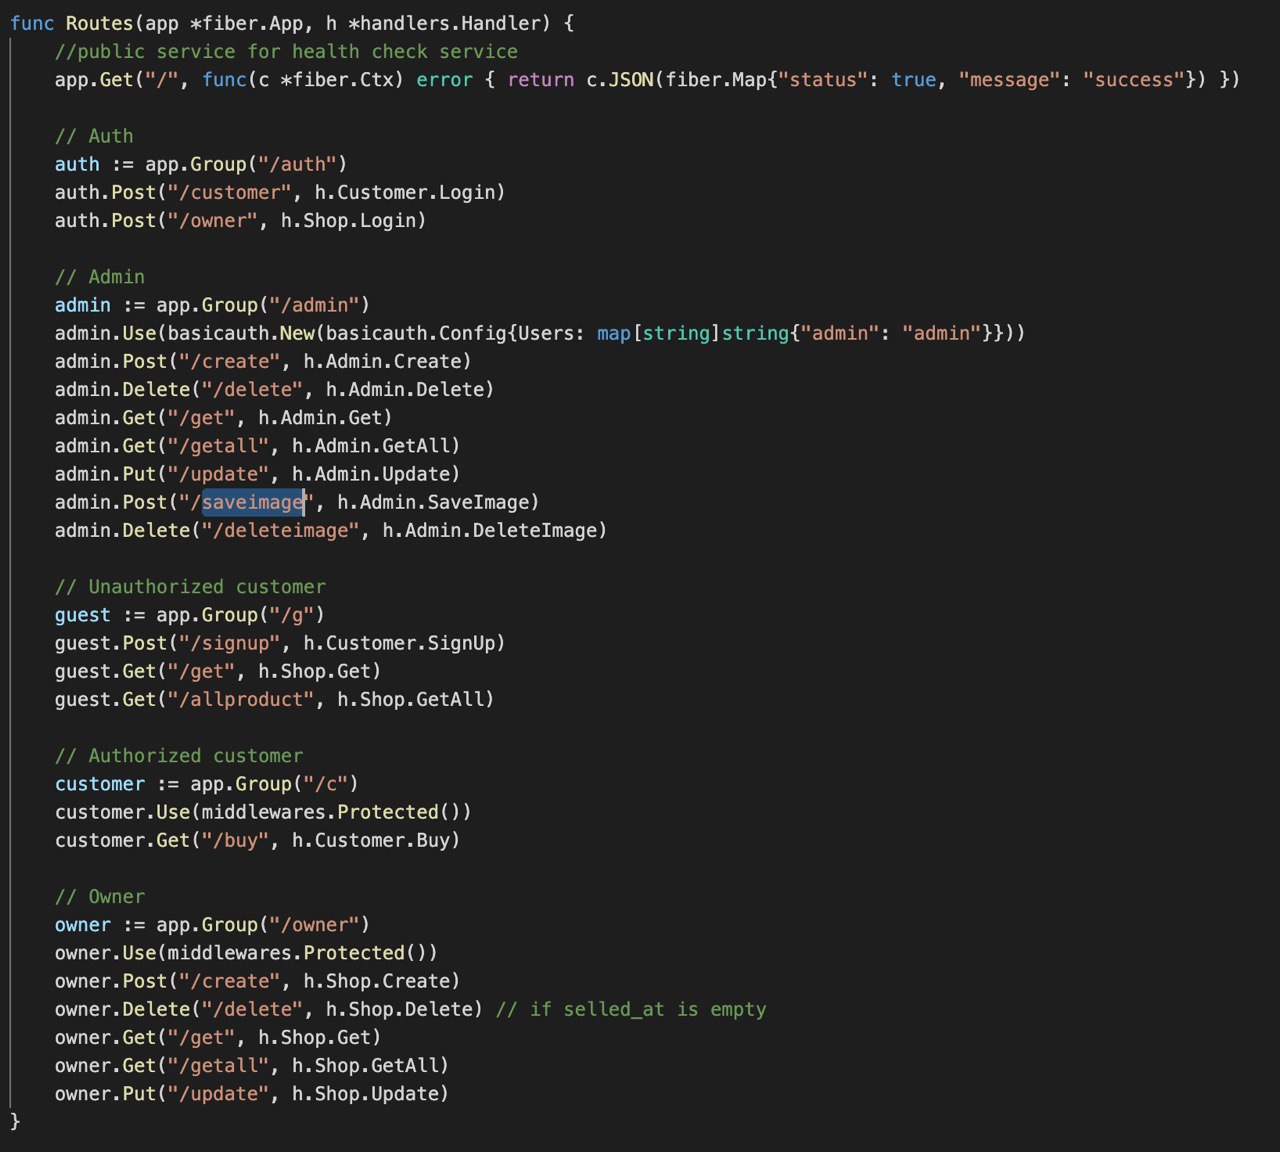 func Routes(app *fiber.App, h *handlers.Handler) {
    //public service for health check service
    app.Get("/", func(c *fiber.Ctx) error { return c.JSON(fiber.Map{"status": true, "message": "success"}) })

    // Auth
    auth := app.Group("/auth")
    auth.Post("/customer", h.Customer.Login)
    auth.Post("/owner", h.Shop.Login)

    // Admin
    admin := app.Group("/admin")
    admin.Use(basicauth.New(basicauth.Config{Users: map[string]string{"admin": "admin"}}))
    admin.Post("/create", h.Admin.Create)
    admin.Delete("/delete", h.Admin.Delete)
    admin.Get("/get", h.Admin.Get)
    admin.Get("/getall", h.Admin.GetAll)
    admin.Put("/update", h.Admin.Update)
    admin.Post("/saveimage", h.Admin.SaveImage)
    admin.Delete("/deleteimage", h.Admin.DeleteImage)

    // Unauthorized customer
    guest := app.Group("/g")
    guest.Post("/signup", h.Customer.SignUp)
    guest.Get("/get", h.Shop.Get)
    guest.Get("/allproduct", h.Shop.GetAll)

    // Authorized customer
    customer := app.Group("/c")
    customer.Use(middlewares.Protected())
    customer.Get("/buy", h.Customer.Buy)

    // Owner
    owner := app.Group("/owner")
    owner.Use(middlewares.Protected())
    owner.Post("/create", h.Shop.Create)
    owner.Delete("/delete", h.Shop.Delete) // if selled_at is empty
    owner.Get("/get", h.Shop.Get)
    owner.Get("/getall", h.Shop.GetAll)
    owner.Put("/update", h.Shop.Update)
}